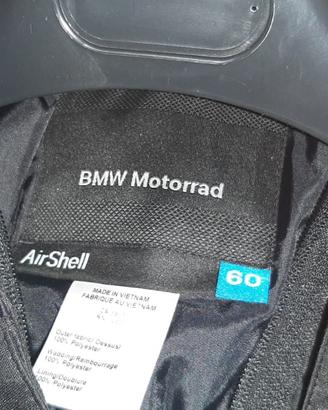 BMW Motorrad
AirShell
60
MADE IN VIETNAM
FABRIQUÉ AU VIETNAM
Outer fabric/ Dessus/
100% Polyester
Wadding/Rembourrage
100% Polyester
Lining/Doublure
100% Polyester